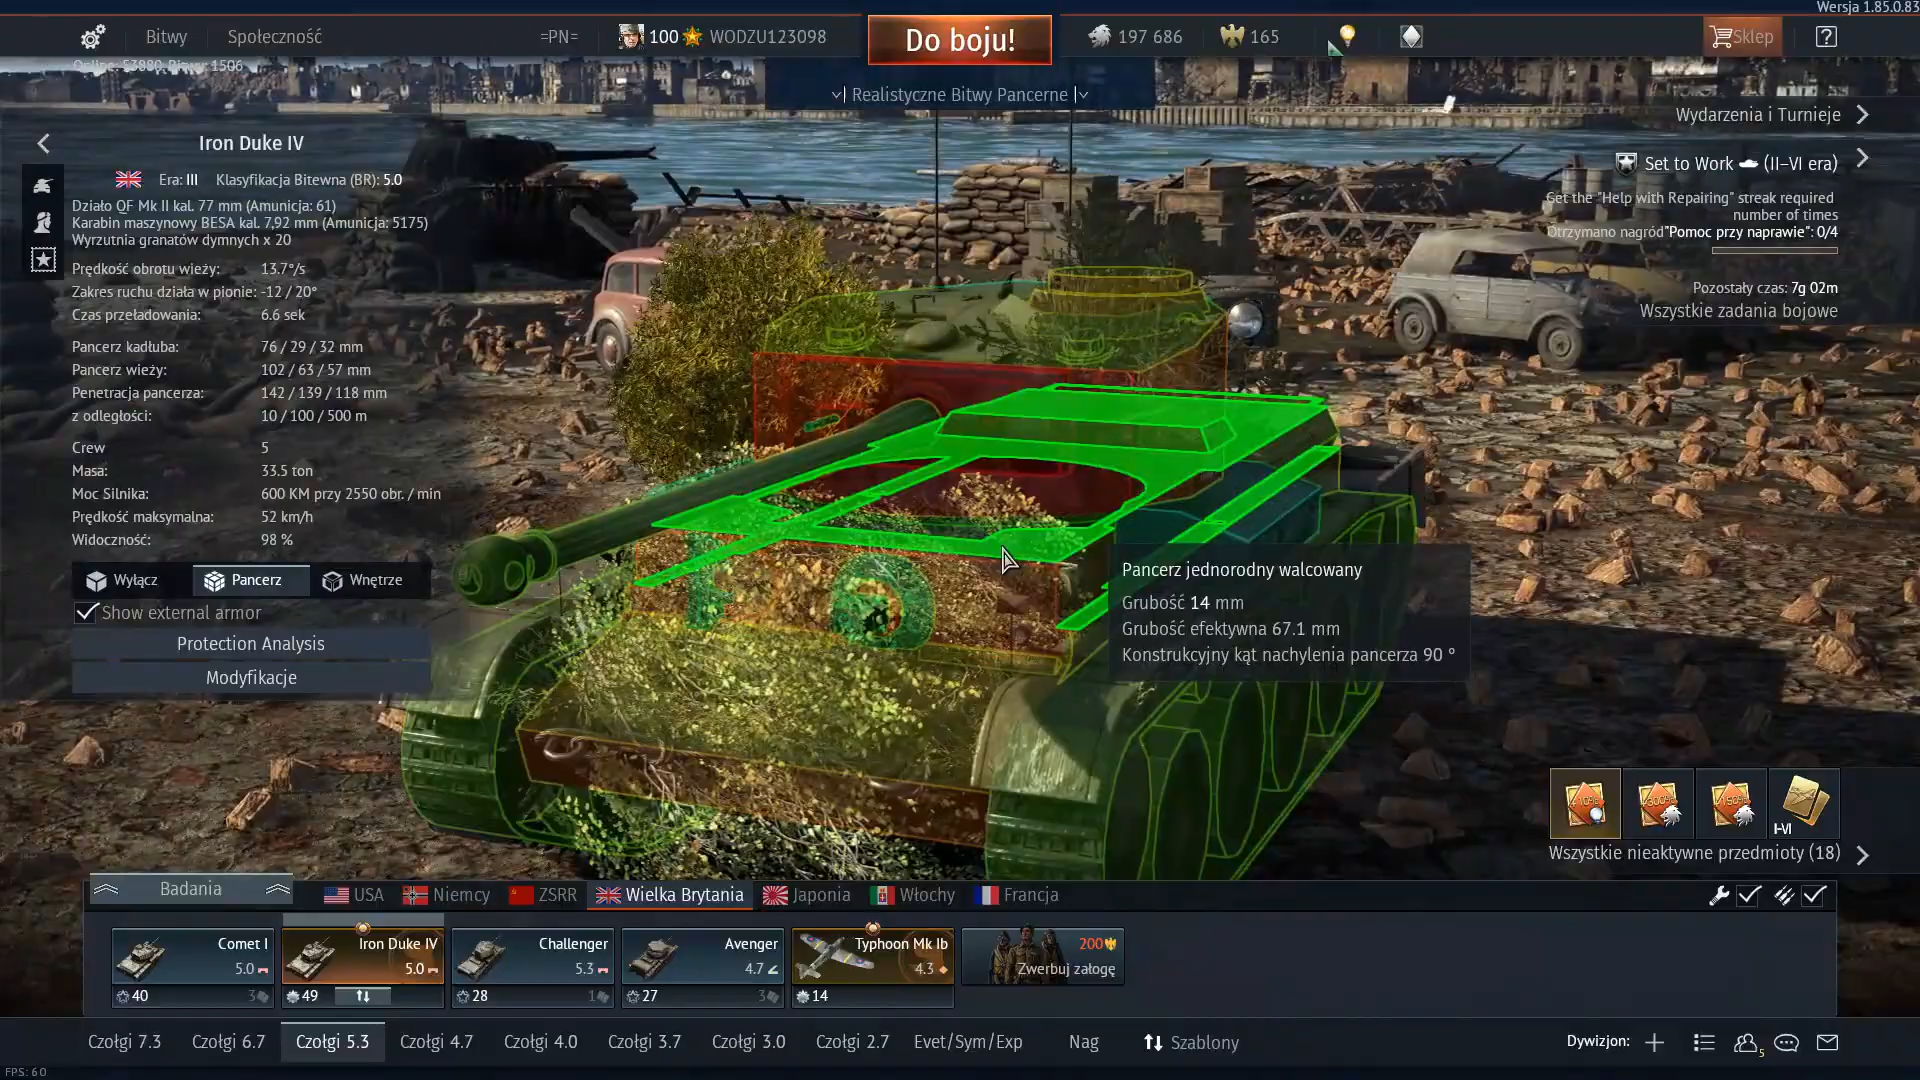 Wersja 1.85.0.83
Bitwy
Społeczność
=PN=
100
WODZU123098
Do boju!
197 686
165
Sklep
Online: 53880, Bitwy: 1506
Realistyczne Bitwy Pancerne
Wydarzenia i Turnieje
Iron Duke IV
Era: III
Klasyfikacja Bitewna (BR): 5.0
Działo QF Mk II kal. 77 mm (Amunicja: 61)
Karabin maszynowy BESA kal. 7,92 mm (Amunicja: 5175)
Wyrzutnia granatów dymnych x 20
Prędkość obrotu wieży: 13.7°/s
Zakres ruchu działa w pionie: -12 / 20°
Czas przeładowania: 6.6 sek
Pancerz kadłuba: 76 / 29 / 32 mm
Pancerz wieży: 102 / 63 / 57 mm
Penetracja pancerza: 142 / 139 / 118 mm
z odległości: 10 / 100 / 500 m
Crew 5
Masa: 33.5 ton
Moc Silnika: 600 KM przy 2550 obr. / min
Prędkość maksymalna: 52 km/h
Widoczność: 98 %
Wyłącz
Pancerz
Wnętrze
Show external armor
Protection Analysis
Modyfikacje
Set to Work (II–VI era)
Get the "Help with Repairing" streak required
number of times
Otrzymano nagród"Pomoc przy naprawie": 0/4
Pozostały czas: 7g 02m
Wszystkie zadania bojowe
Pancerz jednorodny walcowany
Grubość 14 mm
Grubość efektywna 67.1 mm
Konstrukcyjny kąt nachylenia pancerza 90 °
I-VI
Wszystkie nieaktywne przedmioty (18)
Badania
USA
Niemcy
ZSRR
Wielka Brytania
Japonia
Włochy
Francja
Comet I
5.0
40
3
Iron Duke IV
5.0
49
Challenger
5.3
28
1
Avenger
4.7
27
3
Typhoon Mk Ib
4.3
14
200
Zwerbuj załogę
Czołgi 7.3
Czołgi 6.7
Czołgi 5.3
Czołgi 4.7
Czołgi 4.0
Czołgi 3.7
Czołgi 3.0
Czołgi 2.7
Evet/Sym/Exp
Nag
Szablony
Dywizjon:
5
FPS: 60